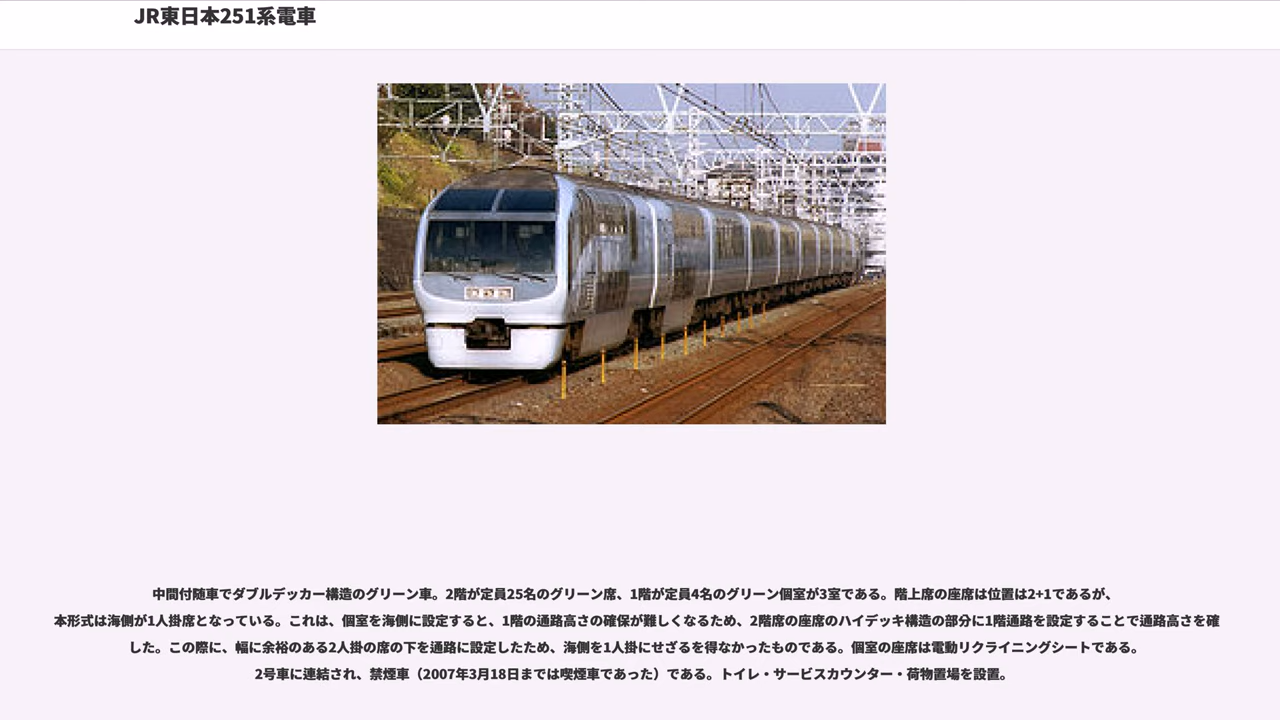 JR東日本251系電車
中間付随車でダブルデッカー構造のグリーン車。2階が定員25名のグリーン席、1階が定員4名のグリーン個室が3室である。階上席の座席は位置は2+1であるが、
本形式は海側が1人掛席となっている。これは、個室を海側に設定すると、1階の通路高さの確保が難しくなるため、2階席の座席のハイデッキ構造の部分に1階通路を設定することで通路高さを確
した。この際に、幅に余裕のある2人掛の席の下を通路に設定したため、海側を1人掛にせざるを得なかったものである。個室の座席は電動リクライニングシートである。
2号車に連結され、禁煙車（2007年3月18日までは喫煙車であった）である。トイレ・サービスカウンター・荷物置場を設置。